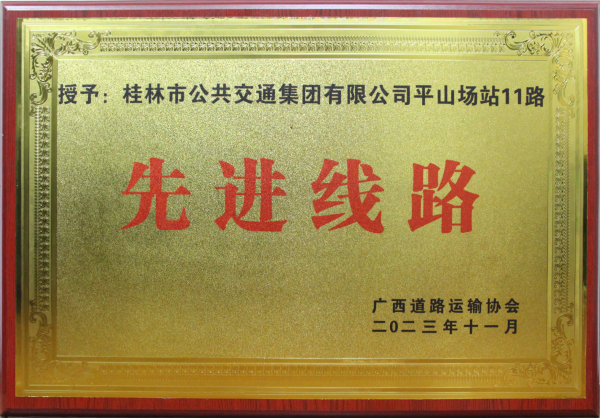 授予：桂林市公共交通集团有限公司平山场站11路
先进线路
广西道路运输协会
二0二三年十一月